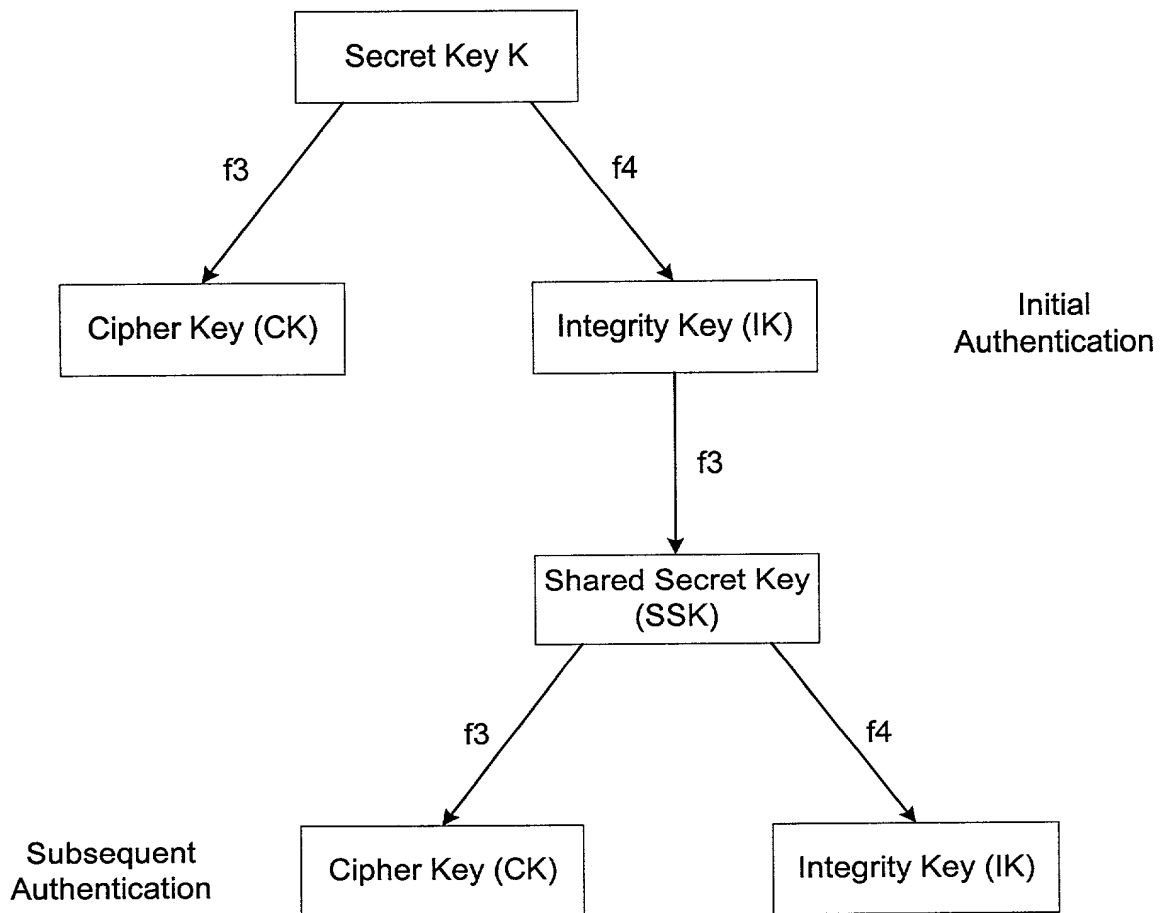 Secret Key K
f3
f4
Cipher Key (CK)
Integrity Key (IK)
Initial
Authentication
f3
Shared Secret Key
(SSK)
f3
f4
Subsequent
Authentication
Cipher Key (CK)
Integrity Key (IK)